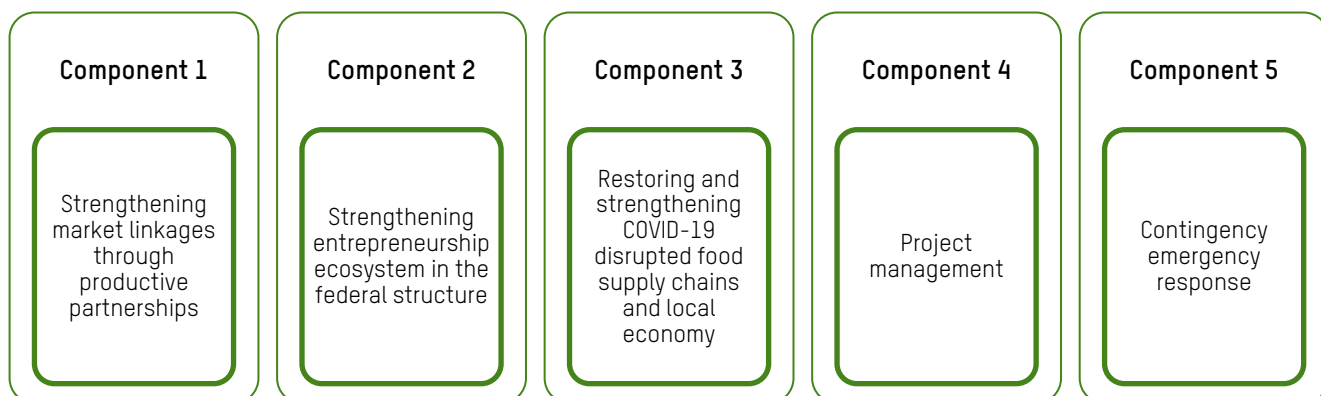 Component 1
Strengthening
market linkages
through
productive
partnerships
Component 2
Strengthening
entrepreneurship
ecosystem in the
federal structure
Component 3
Restoring and
strengthening
COVID-19
disrupted food
supply chains
and local
economy
Component 4
Project
management
Component 5
Contingency
emergency
response